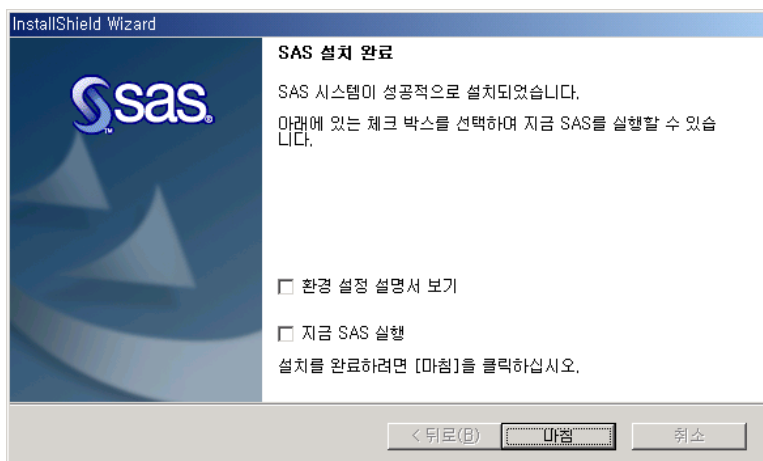 InstallShield Wizard
sas
TM
SAS 설치 완료
SAS 시스템이 성공적으로 설치되었습니다.
아래에 있는 체크 박스를 선택하여 지금 SAS를 실행할 수 있습
니다.
환경 설정 설명서 보기
지금 SAS 실행
설치를 완료하려면 [마침]을 클릭하십시오.
< 뒤로(B) 마침 취소